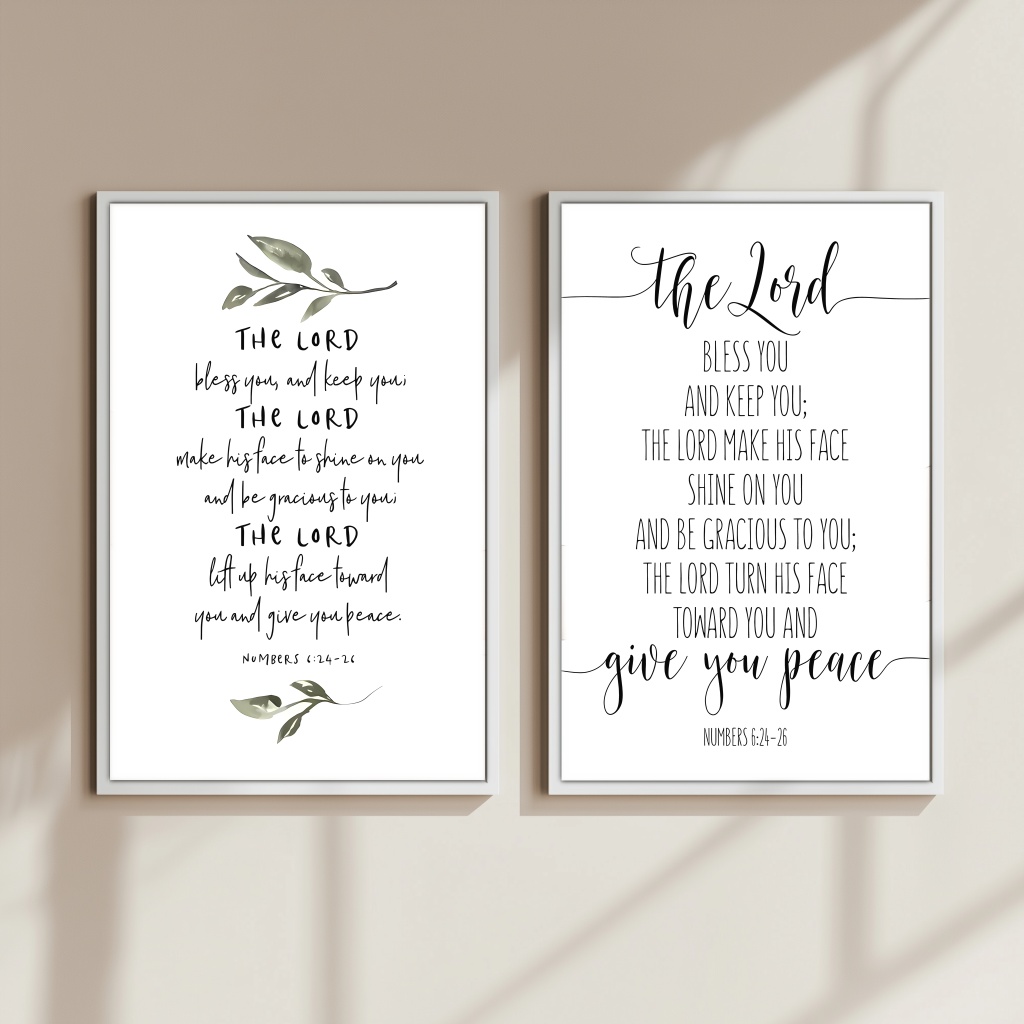 THE LORD
bless you, and keep you;
THE LORD
make his face to shine on you
and be gracious to you;
THE LORD
lift up his face toward
you and give you peace.
NUMBERS 6:24-26
the Lord
BLESS YOU
AND KEEP YOU;
THE LORD MAKE HIS FACE
SHINE ON YOU
AND BE GRACIOUS TO YOU;
THE LORD TURN HIS FACE
TOWARD YOU AND
give you peace
NUMBERS 6:24-26